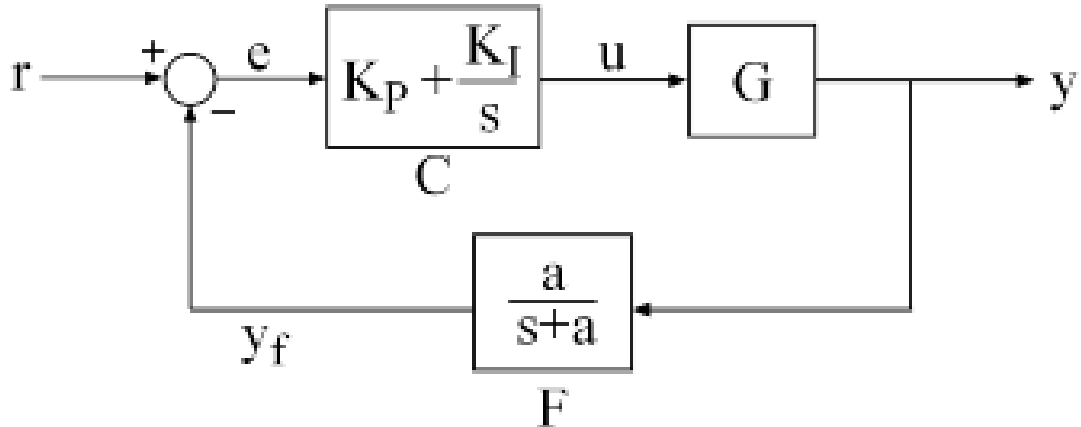 r
+
−
e
K_P + K_I/s
C
u
G
y
a/(s+a)
F
y_f